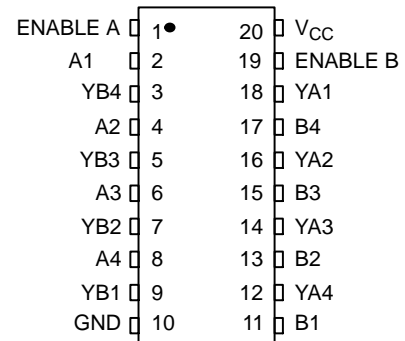 ENABLE A 1 20 VCC
A1 2 19 ENABLE B
YB4 3 18 YA1
A2 4 17 B4
YB3 5 16 YA2
A3 6 15 B3
YB2 7 14 YA3
A4 8 13 B2
YB1 9 12 YA4
GND 10 11 B1